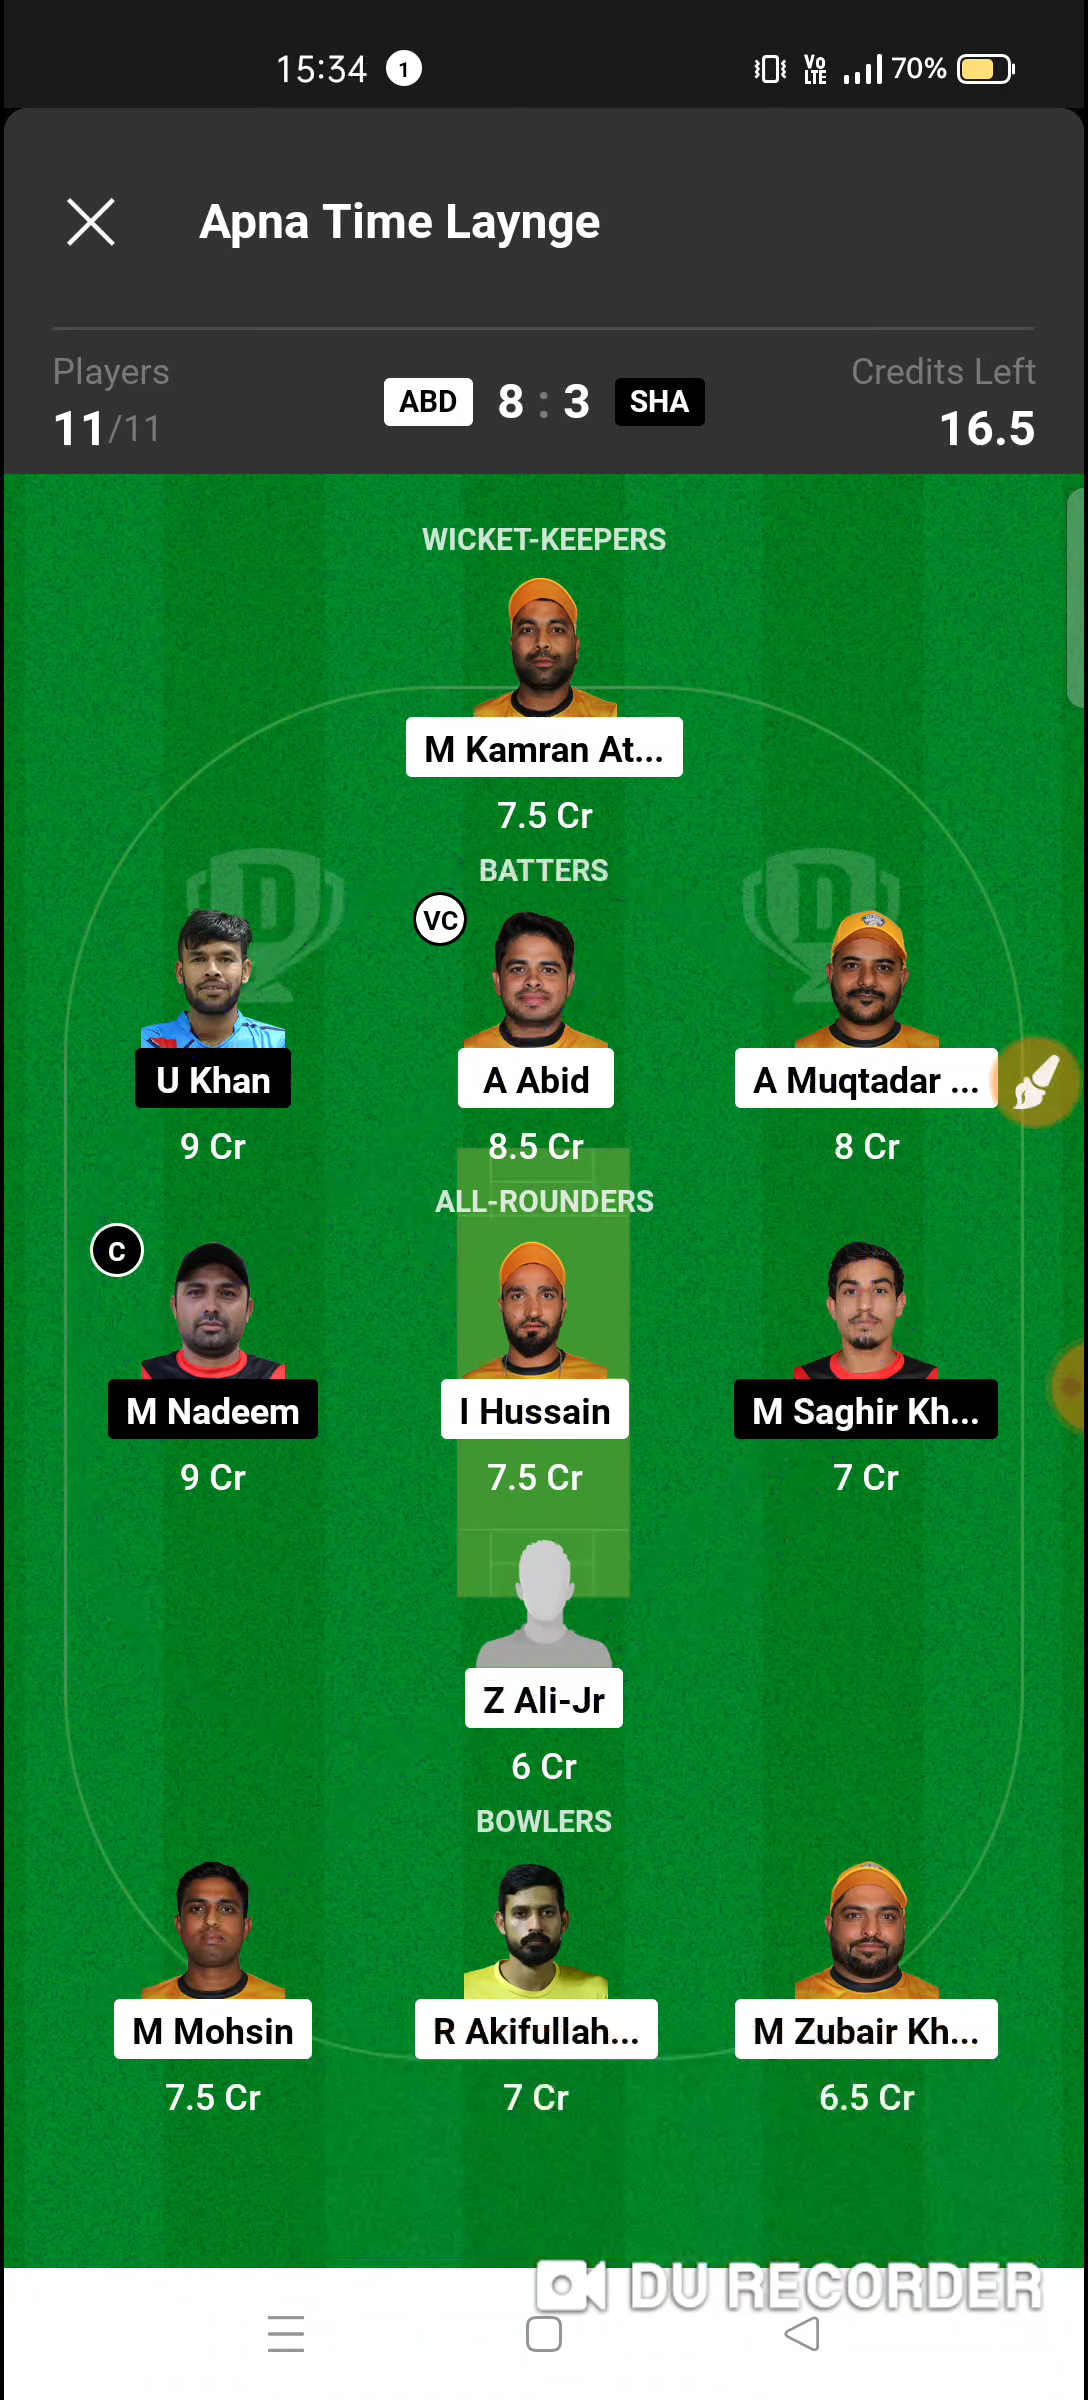 15:34 1 Vo LTE 70%
Apna Time Laynge
Players Credits Left
11/11 ABD 8 : 3 SHA 16.5
WICKET-KEEPERS
M Kamran At...
7.5 Cr
BATTERS
VC
U Khan A Abid A Muqtadar ...
9 Cr 8.5 Cr 8 Cr
ALL-ROUNDERS
C
M Nadeem I Hussain M Saghir Kh...
9 Cr 7.5 Cr 7 Cr
Z Ali-Jr
6 Cr
BOWLERS
M Mohsin R Akifullah... M Zubair Kh...
7.5 Cr 7 Cr 6.5 Cr
DU RECORDER